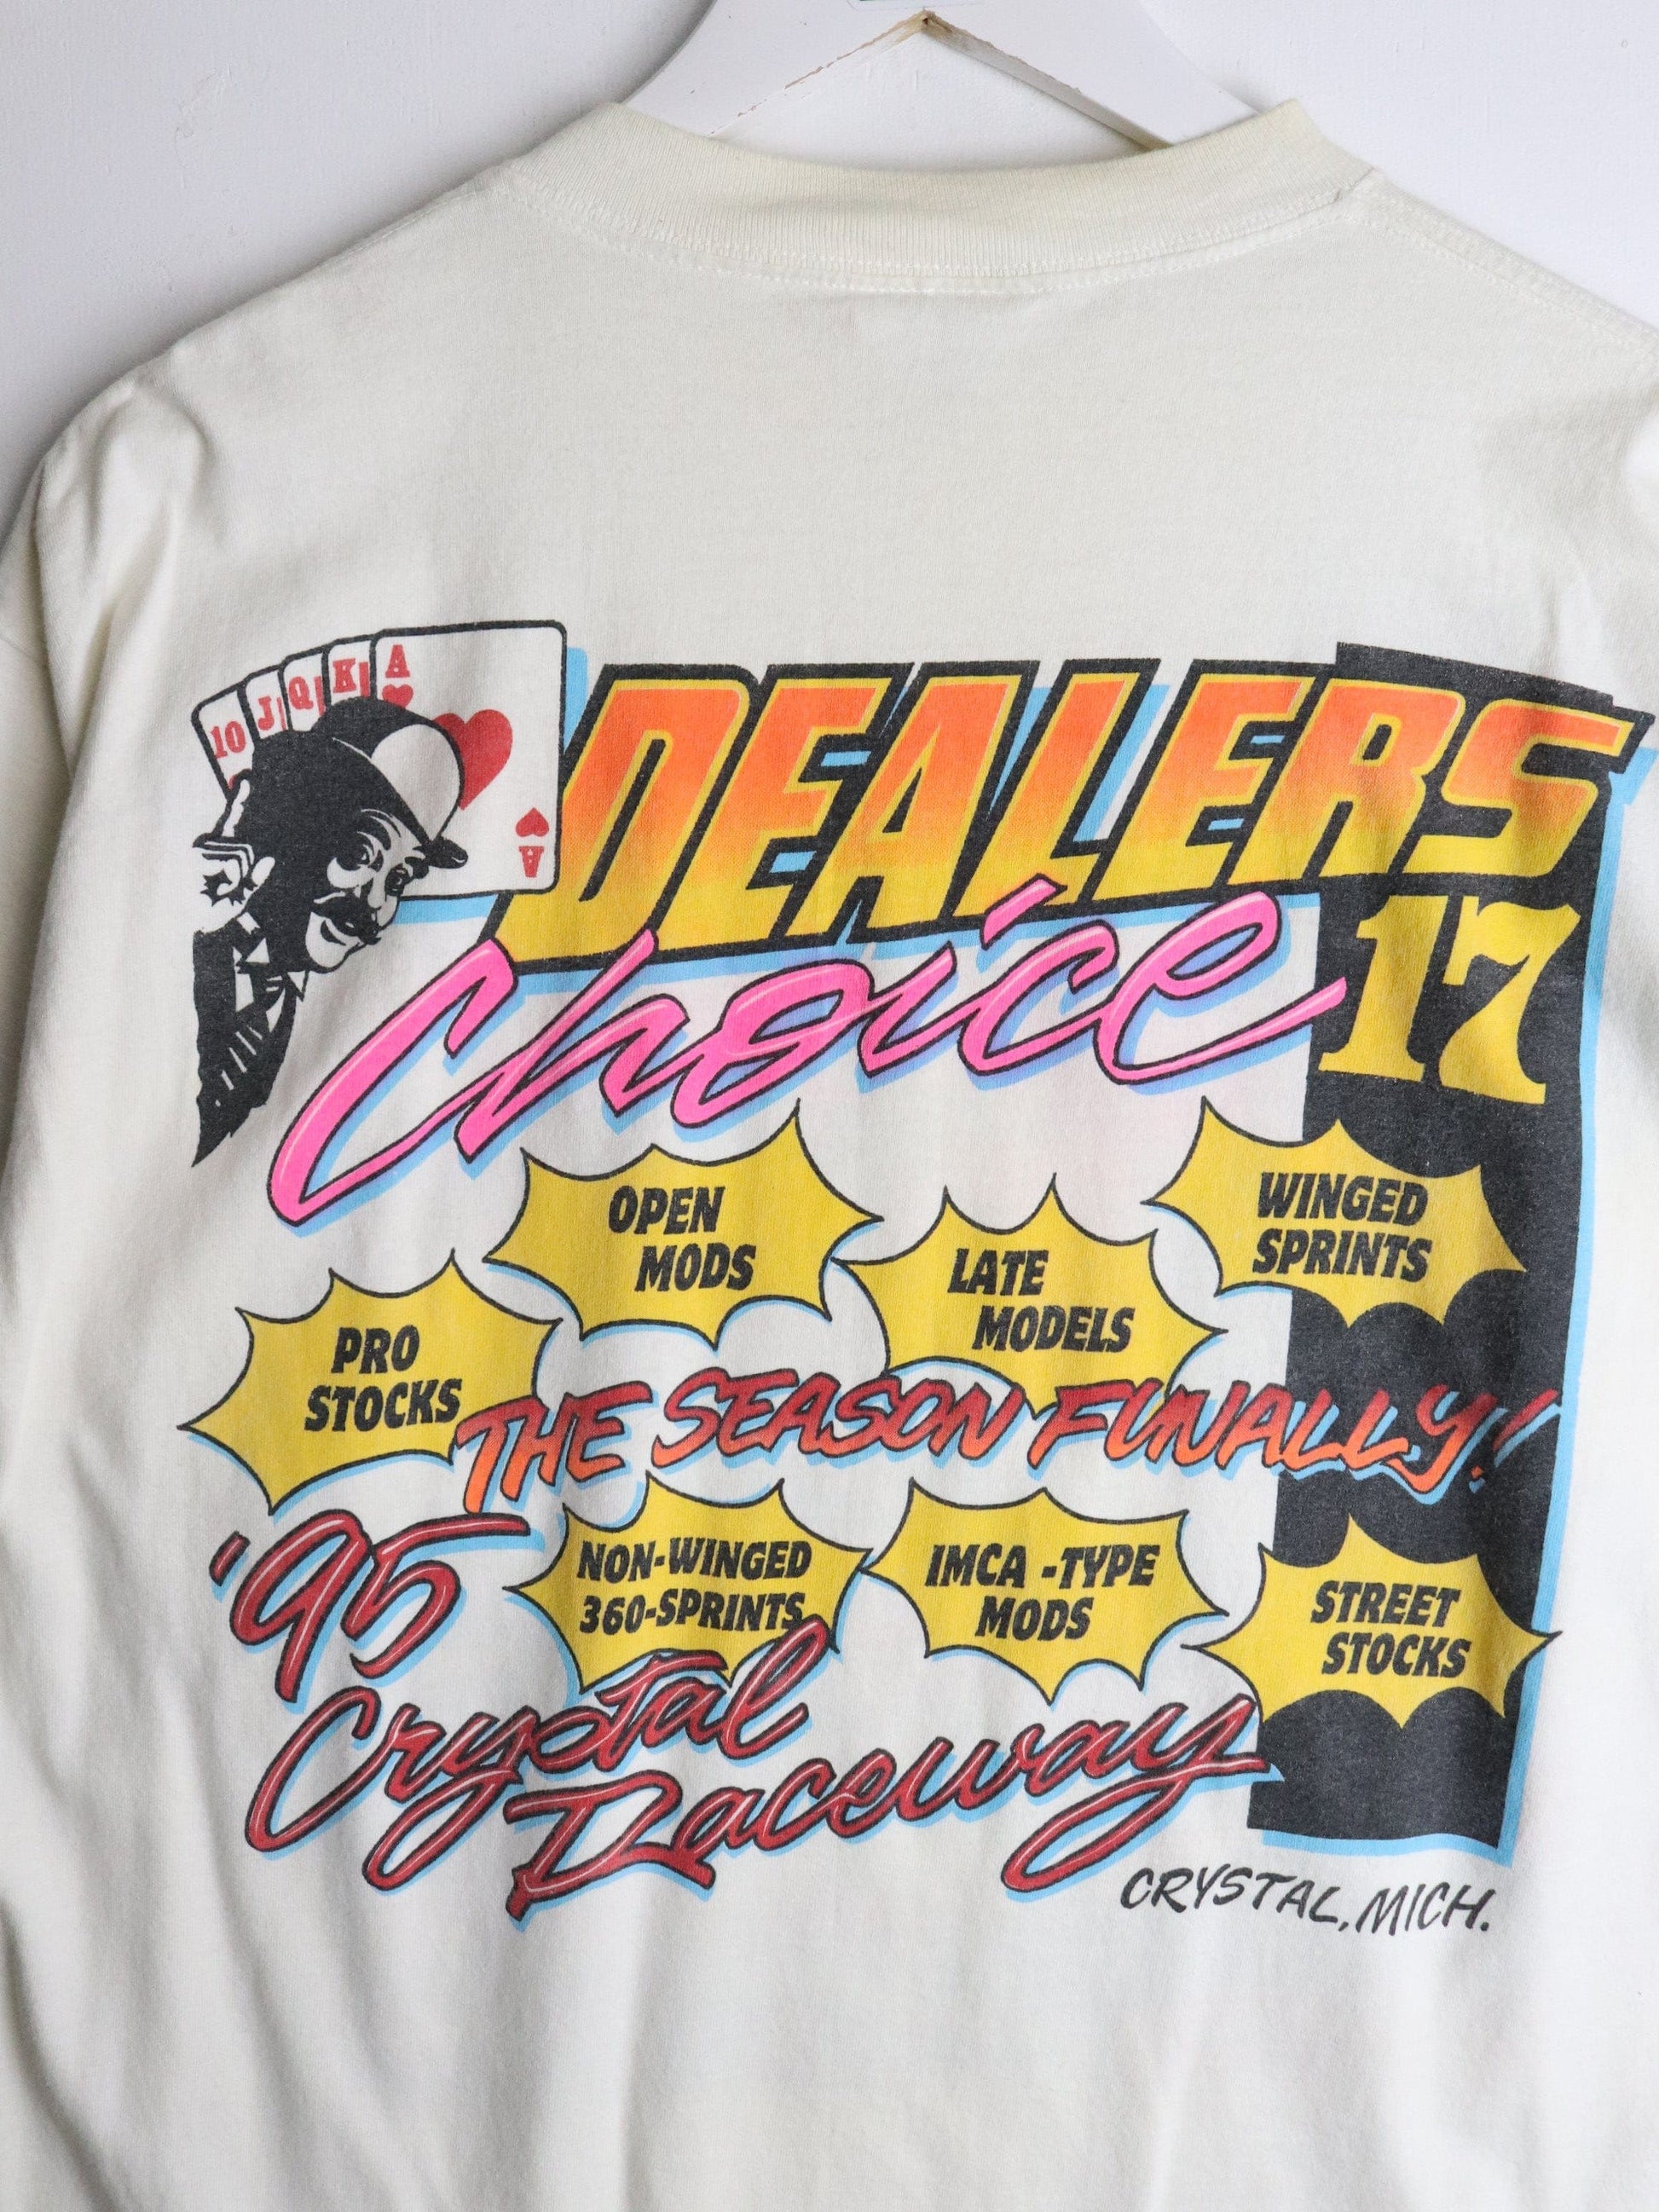 10 J Q K A
A
DEALERS
Choice
17
OPEN
MODS
WINGED
SPRINTS
LATE
MODELS
PRO
STOCKS
THE SEASON FUNALLY!
'95
NON-WINGED
360-SPRINTS
IMCA -TYPE
MODS
STREET
STOCKS
Crystal
Raceway
CRYSTAL, MICH.